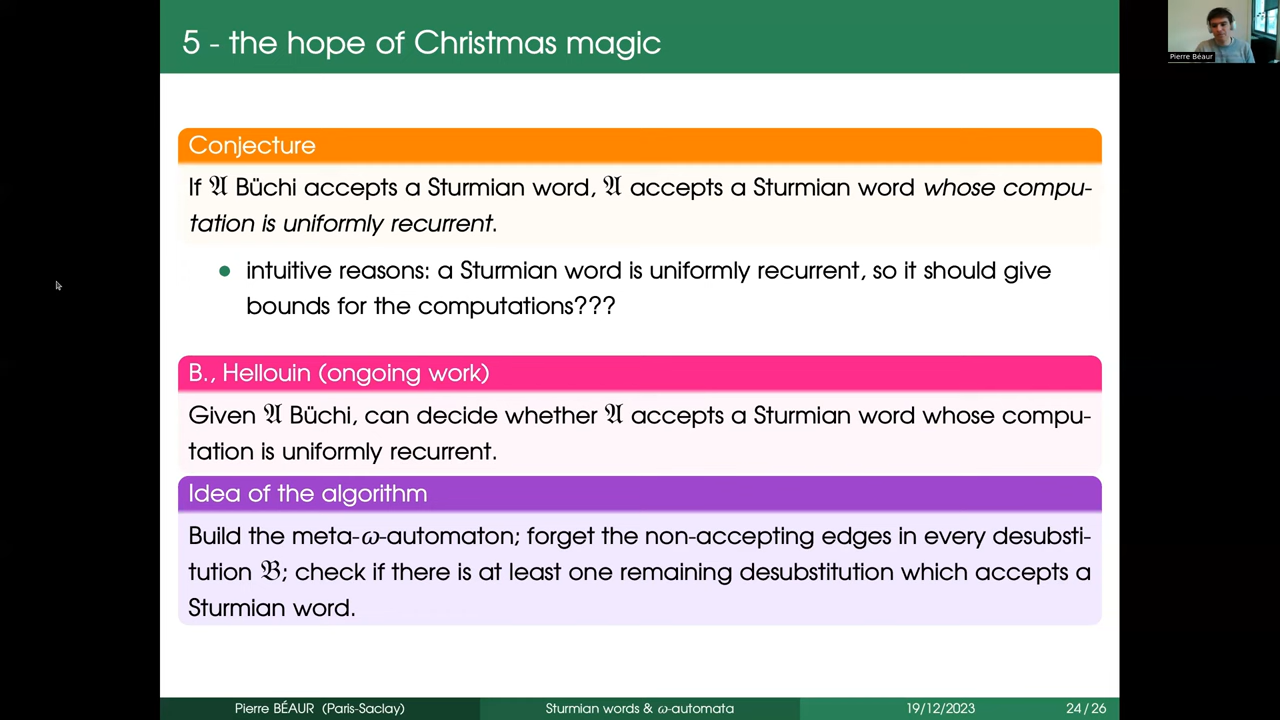 5 - the hope of Christmas magic
Pierre Béaur
Conjecture
If 𝔄 Büchi accepts a Sturmian word, 𝔄 accepts a Sturmian word whose compu-
tation is uniformly recurrent.
• intuitive reasons: a Sturmian word is uniformly recurrent, so it should give
bounds for the computations???
B., Hellouin (ongoing work)
Given 𝔄 Büchi, can decide whether 𝔄 accepts a Sturmian word whose compu-
tation is uniformly recurrent.
Idea of the algorithm
Build the meta-ω-automaton; forget the non-accepting edges in every desubsti-
tution 𝔅; check if there is at least one remaining desubstitution which accepts a
Sturmian word.
Pierre BÉAUR (Paris-Saclay) Sturmian words & ω-automata 19/12/2023 24 / 26